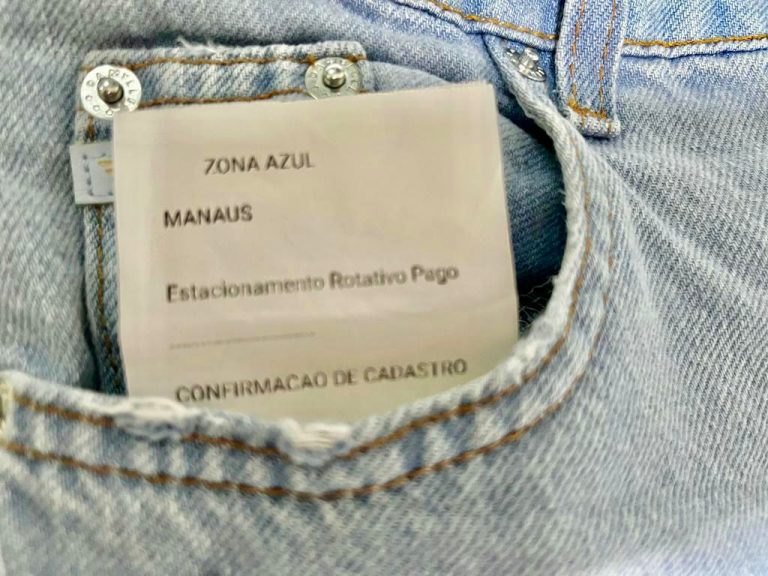 ZONA AZUL
MANAUS
Estacionamento Rotativo Pago
CONFIRMACAO DE CADASTRO